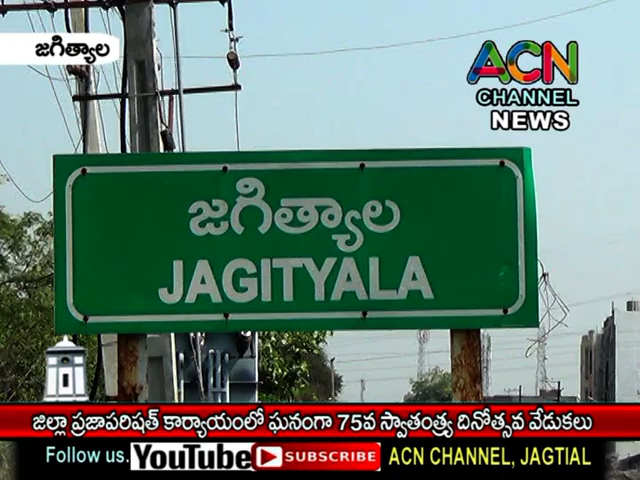 జగిత్యాల
ACN
CHANNEL
NEWS
జగిత్యాల
JAGITYALA
జిల్లా ప్రజాపరిషత్ కార్యాయంలో ఘనంగా 75వ స్వాతంత్ర్య దినోత్సవ వేడుకలు
Follow us. YouTube SUBSCRIBE ACN CHANNEL, JAGTIAL